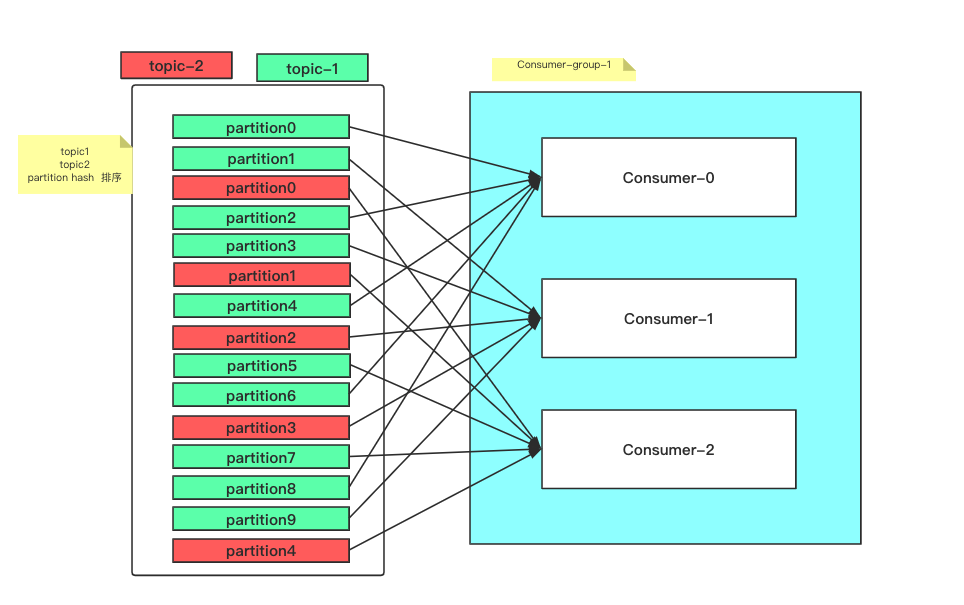 topic-2
topic-1
Consumer-group-1
topic1
topic2
partition hash 排序
partition0
partition1
partition0
partition2
partition3
partition1
partition4
partition2
partition5
partition6
partition3
partition7
partition8
partition9
partition4
Consumer-0
Consumer-1
Consumer-2